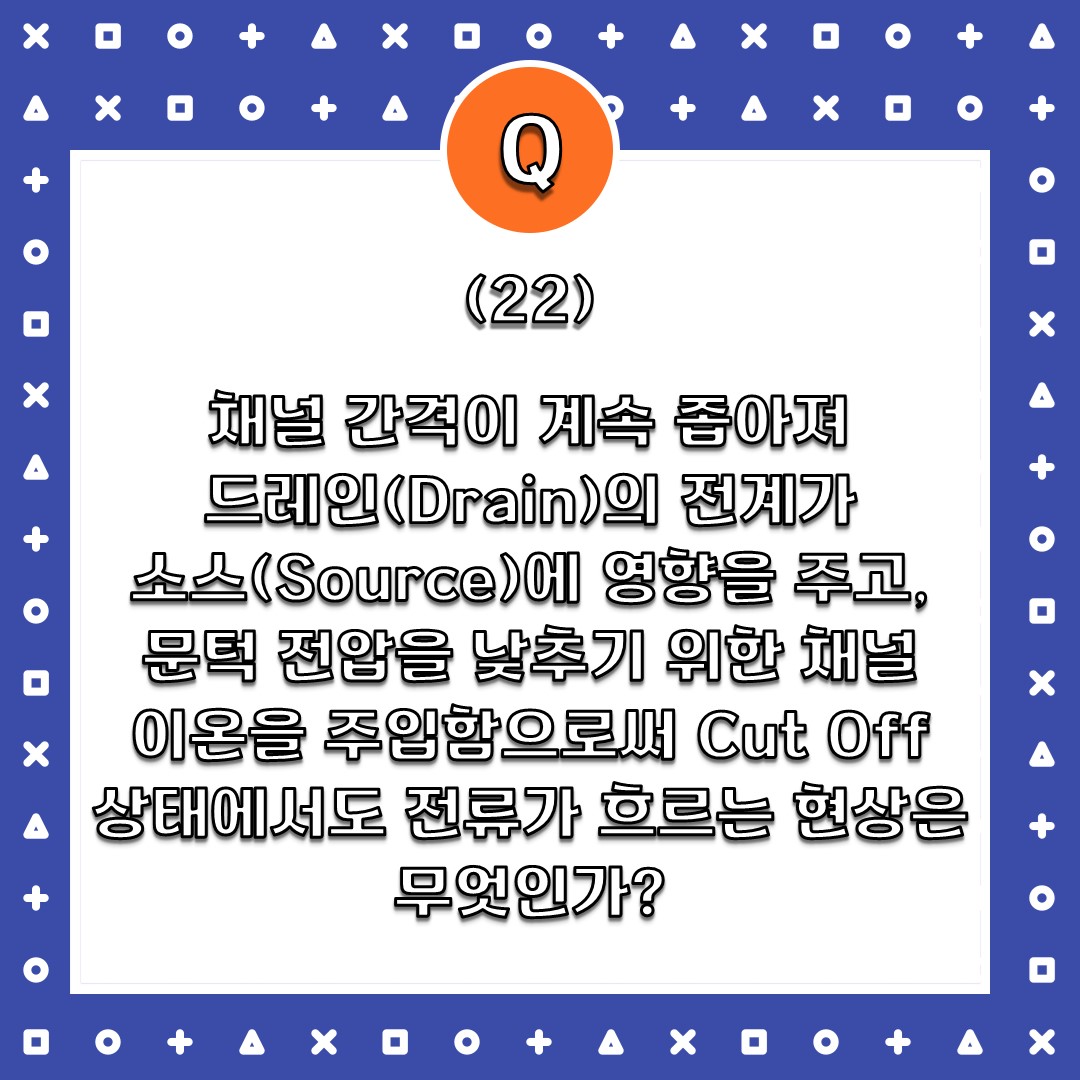 Q
(22)
채널 간격이 계속 좁아져
드레인(Drain)의 전계가
소스(Source)에 영향을 주고,
문턱 전압을 낮추기 위한 채널
이온을 주입함으로써 Cut Off
상태에서도 전류가 흐르는 현상은
무엇인가?